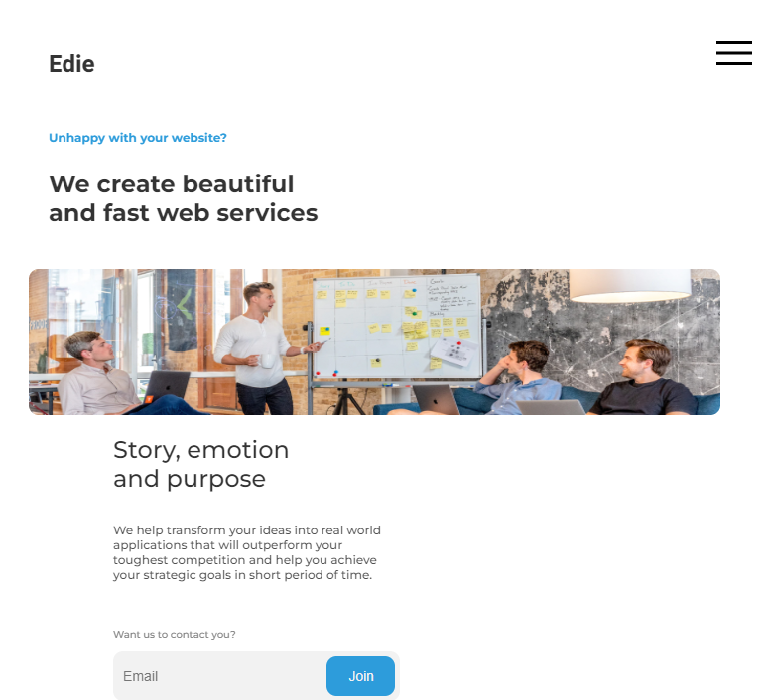 Edie
Unhappy with your website?
We create beautiful
and fast web services
Story, emotion
and purpose
We help transform your ideas into real world
applications that will outperform your
toughest competition and help you achieve
your strategic goals in short period of time.
Want us to contact you?
Email
Join